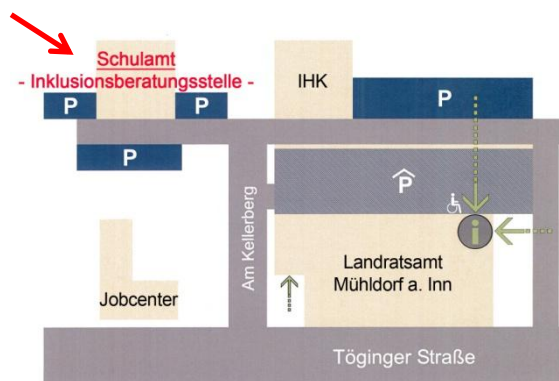 Schulamt
- Inklusionsberatungsstelle -
IHK
P
P
P
P
P
i
Am Kellerberg
Landratsamt
Mühldorf a. Inn
Jobcenter
Töginger Straße